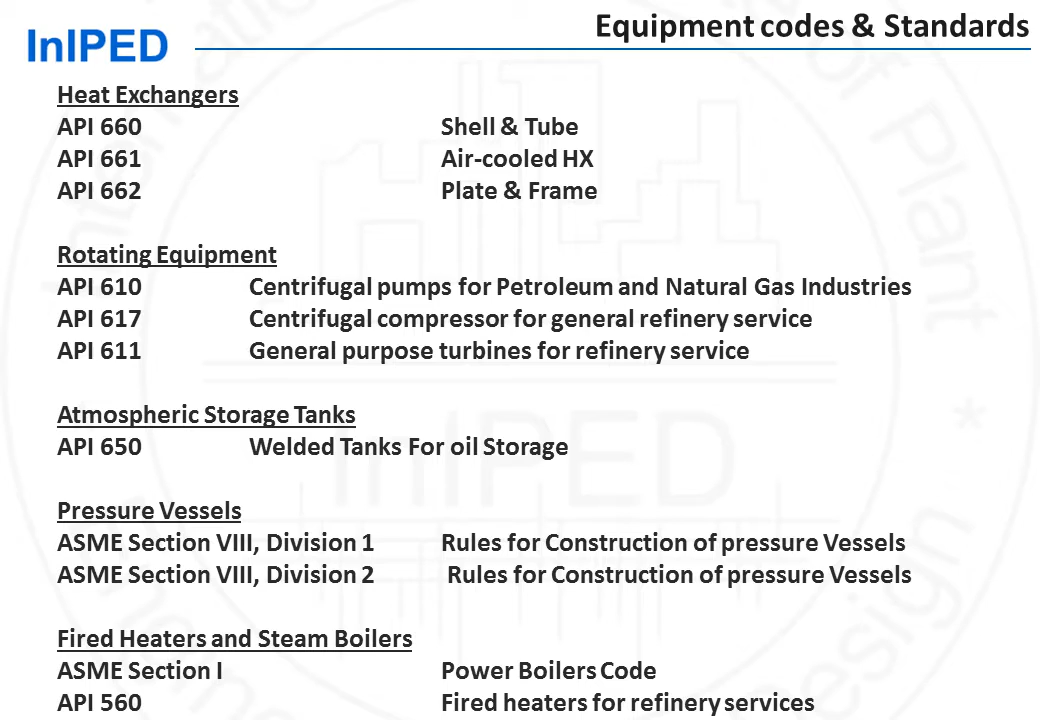 Equipment codes & Standards
InIPED
Heat Exchangers
API 660 Shell & Tube
API 661 Air-cooled HX
API 662 Plate & Frame
Rotating Equipment
API 610 Centrifugal pumps for Petroleum and Natural Gas Industries
API 617 Centrifugal compressor for general refinery service
API 611 General purpose turbines for refinery service
Atmospheric Storage Tanks
API 650 Welded Tanks For oil Storage
Pressure Vessels
ASME Section VIII, Division 1 Rules for Construction of pressure Vessels
ASME Section VIII, Division 2 Rules for Construction of pressure Vessels
Fired Heaters and Steam Boilers
ASME Section I Power Boilers Code
API 560 Fired heaters for refinery services
InIPED
of Plant